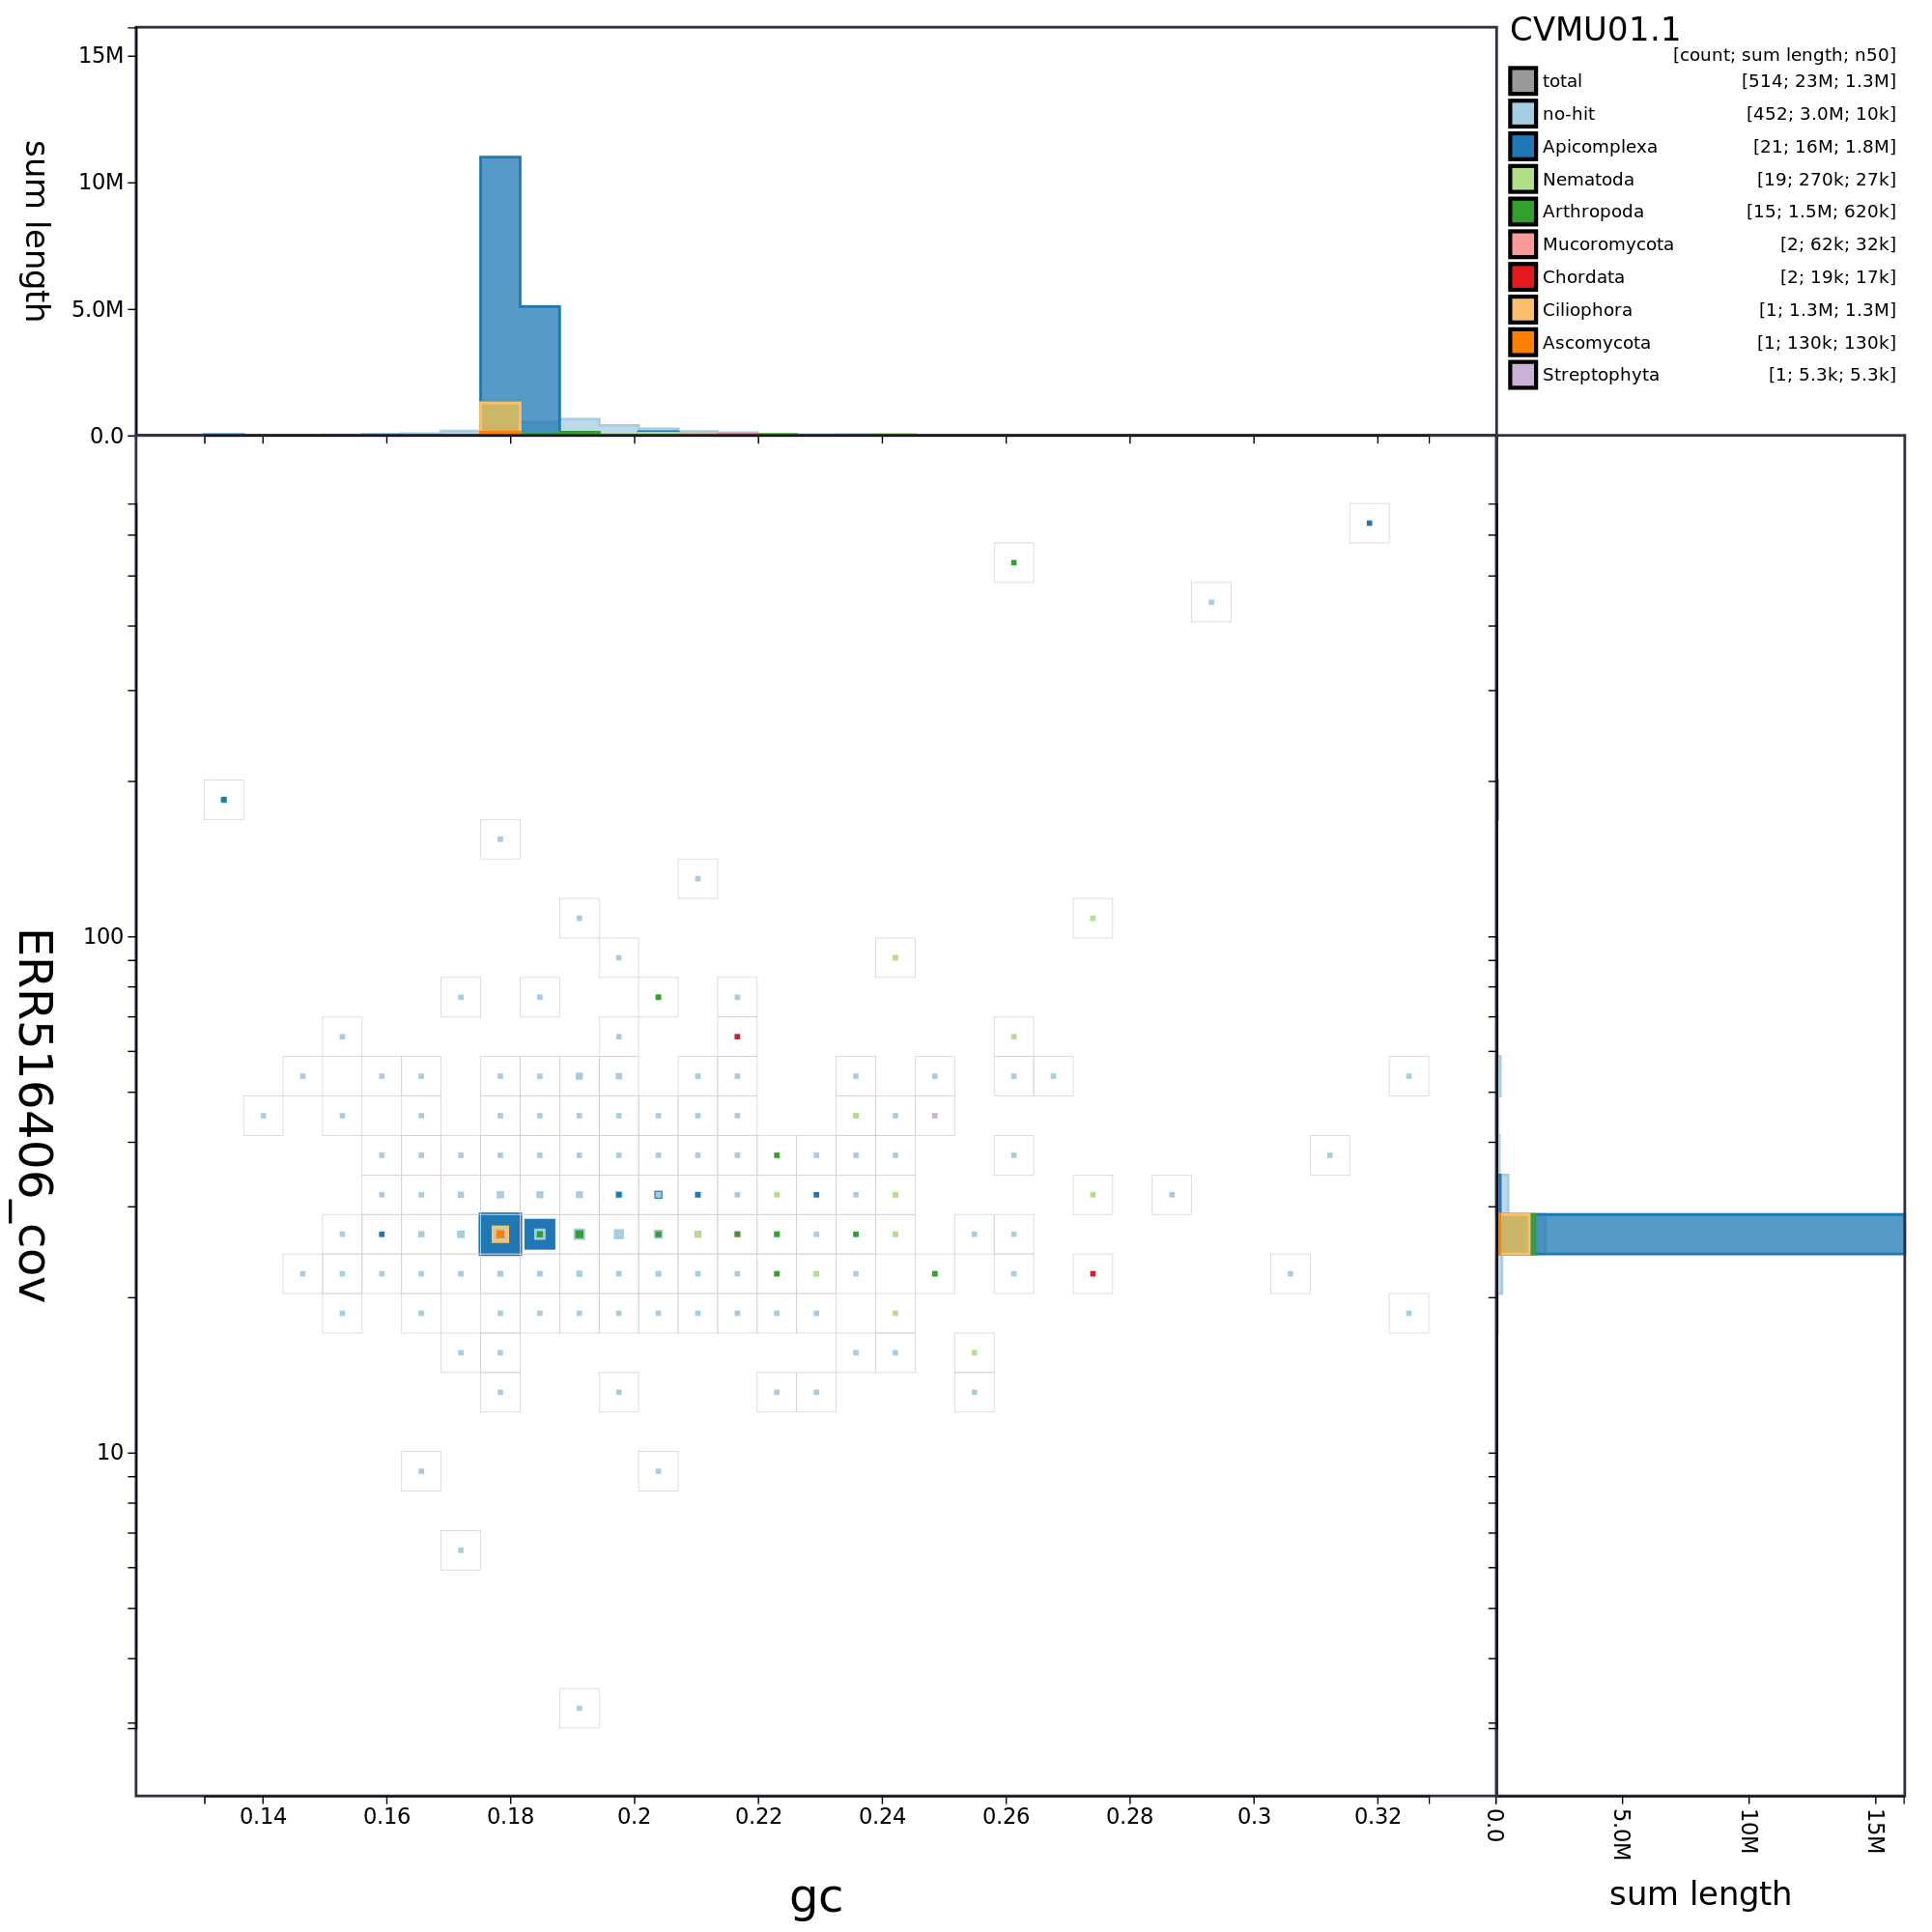 CVMU01.1
[count; sum length; n50]
total [514; 23M; 1.3M]
no-hit [452; 3.0M; 10k]
Apicomplexa [21; 16M; 1.8M]
Nematoda [19; 270k; 27k]
Arthropoda [15; 1.5M; 620k]
Mucoromycota [2; 62k; 32k]
Chordata [2; 19k; 17k]
Ciliophora [1; 1.3M; 1.3M]
Ascomycota [1; 130k; 130k]
Streptophyta [1; 5.3k; 5.3k]
sum length
15M
10M
5.0M
0.0
ERR516406_cov
100
10
0.14 0.16 0.18 0.2 0.22 0.24 0.26 0.28 0.3 0.32
gc
0.0 5.0M 10M 15M
sum length